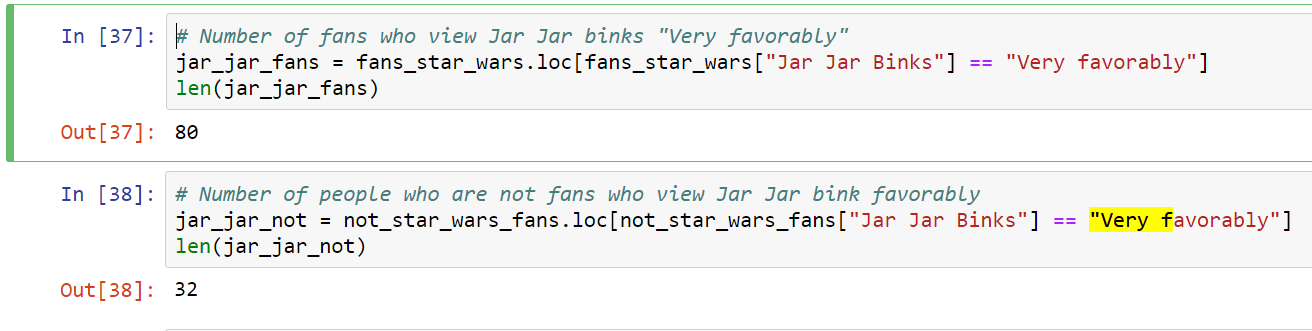 In [37]: # Number of fans who view Jar Jar binks "Very favorably"
jar_jar_fans = fans_star_wars.loc[fans_star_wars["Jar Jar Binks"] == "Very favorably"]
len(jar_jar_fans)
Out[37]: 80
In [38]: # Number of people who are not fans who view Jar Jar bink favorably
jar_jar_not = not_star_wars_fans.loc[not_star_wars_fans["Jar Jar Binks"] == "Very favorably"]
len(jar_jar_not)
Out[38]: 32